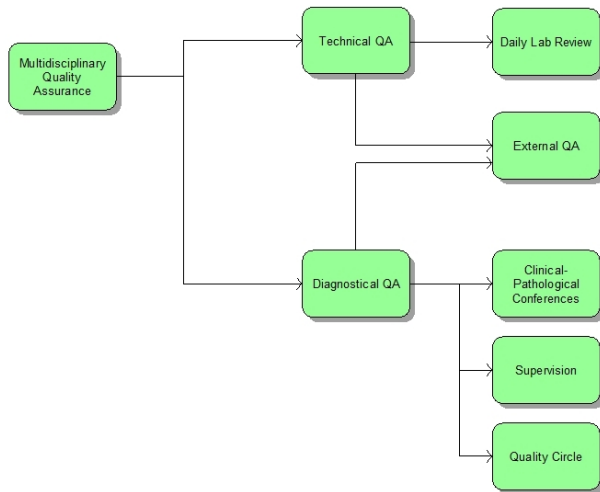 Multidisciplinary
Quality
Assurance
Technical QA
Daily Lab Review
External QA
Diagnostical QA
Clinical-
Pathological
Conferences
Supervision
Quality Circle